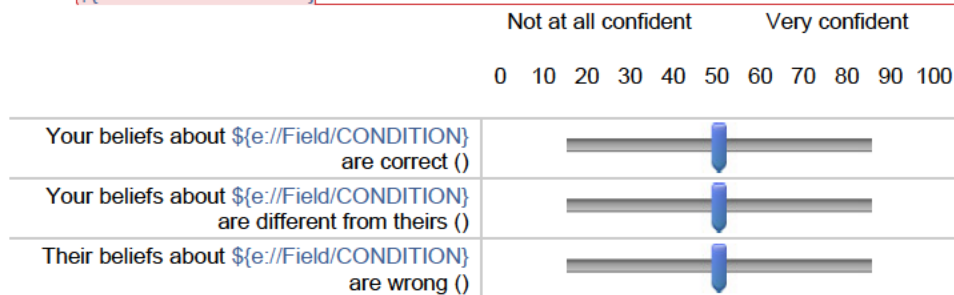 Not at all confident Very confident
0 10 20 30 40 50 60 70 80 90 100
Your beliefs about ${e://Field/CONDITION}
are correct ()
Your beliefs about ${e://Field/CONDITION}
are different from theirs ()
Their beliefs about ${e://Field/CONDITION}
are wrong ()